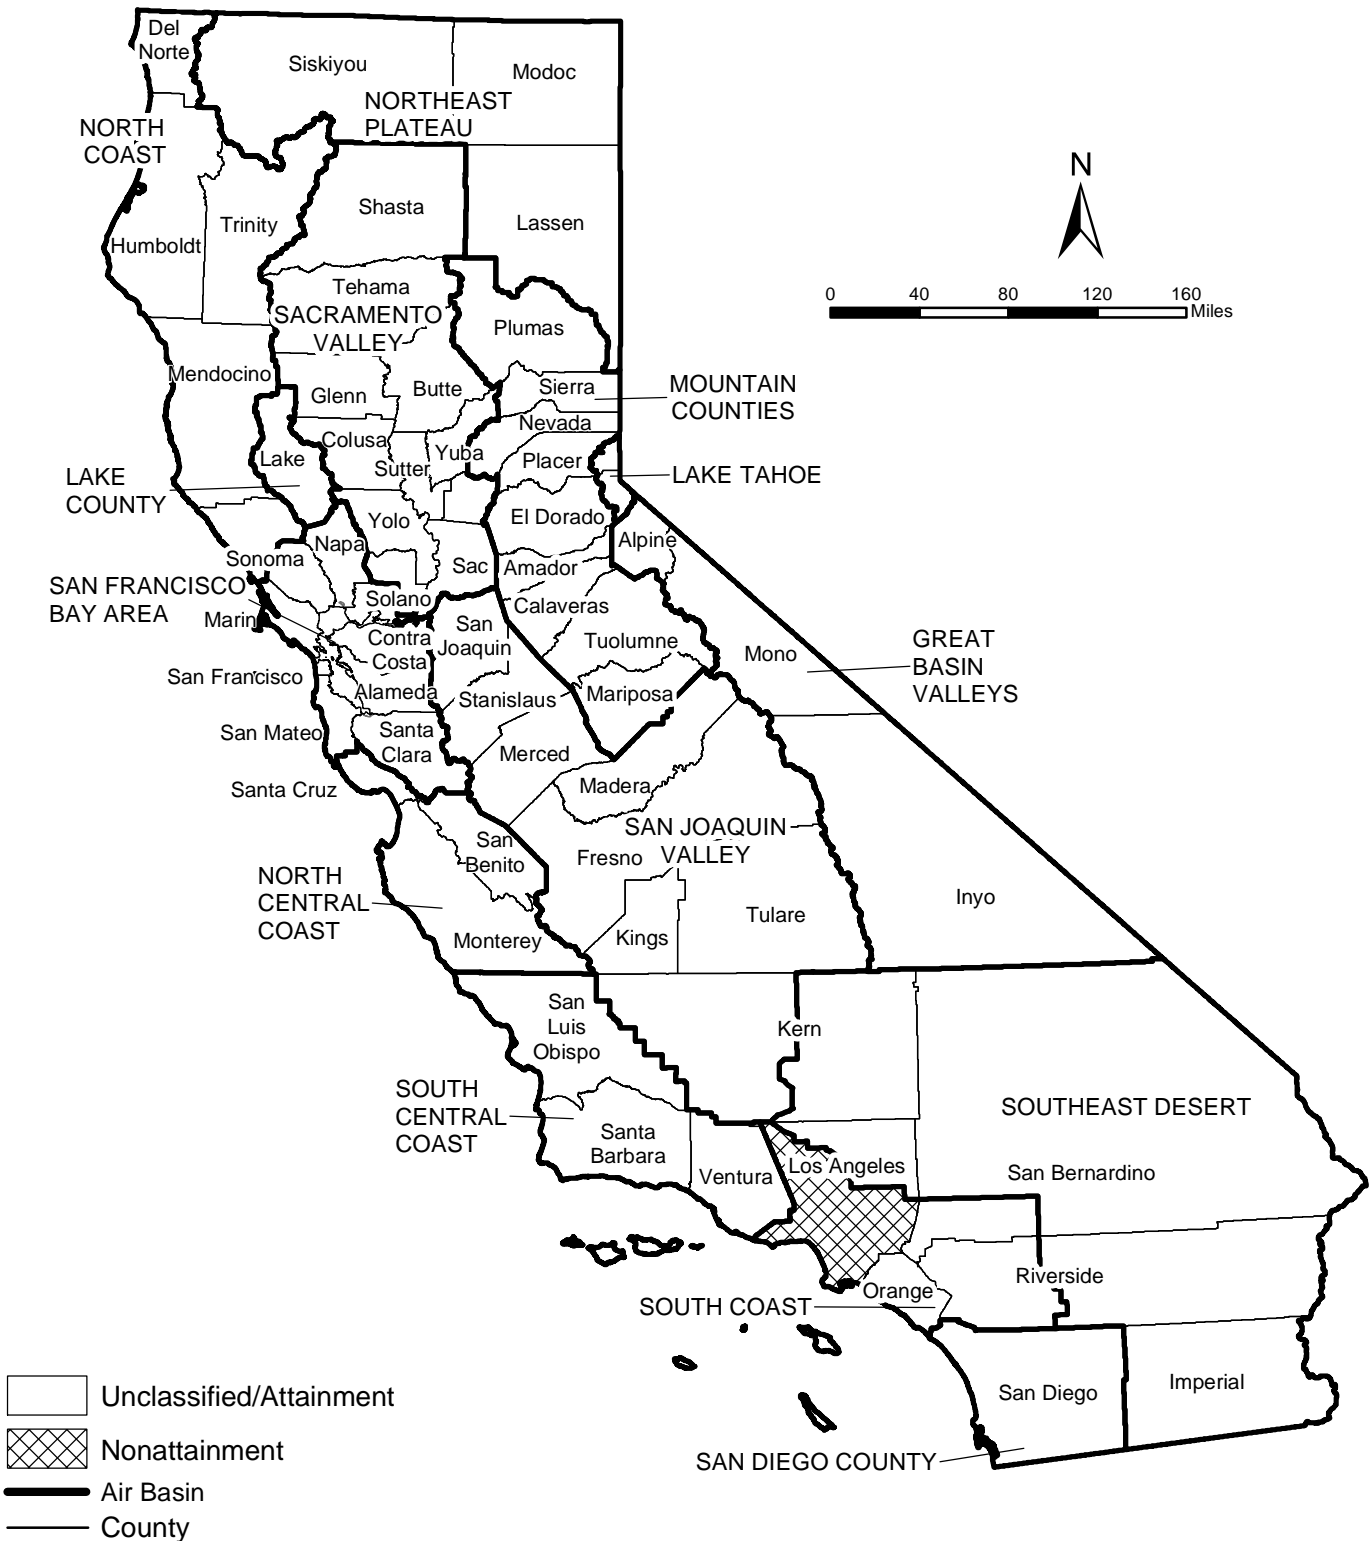 Del
Norte
Siskiyou
Modoc
NORTHEAST
PLATEAU
NORTH
COAST
N
Shasta
Trinity
Lassen
Humboldt
Tehama
0 40 80 120 160
Miles
SACRAMENTO
VALLEY
Plumas
Mendocino
Glenn
Butte
Sierra
MOUNTAIN
COUNTIES
Nevada
Colusa
Yuba
Lake
Sutter
Placer
LAKE TAHOE
LAKE
COUNTY
Yolo
El Dorado
Napa
Alpine
Sonoma
Sac
Amador
SAN FRANCISCO
BAY AREA
Solano
Calaveras
Marin
San
Joaquin
Contra
Costa
Tuolumne
Mono
GREAT
BASIN
VALLEYS
San Francisco
Alameda
Stanislaus
Mariposa
San Mateo
Santa
Clara
Merced
Santa Cruz
Madera
SAN JOAQUIN
VALLEY
San
Benito
Fresno
NORTH
CENTRAL
COAST
Inyo
Tulare
Kings
Monterey
San
Luis
Obispo
Kern
SOUTH
CENTRAL
COAST
SOUTHEAST DESERT
Santa
Barbara
Ventura
Los Angeles
San Bernardino
Riverside
Orange
SOUTH COAST
San Diego
Imperial
SAN DIEGO COUNTY
Unclassified/Attainment
Nonattainment
Air Basin
County